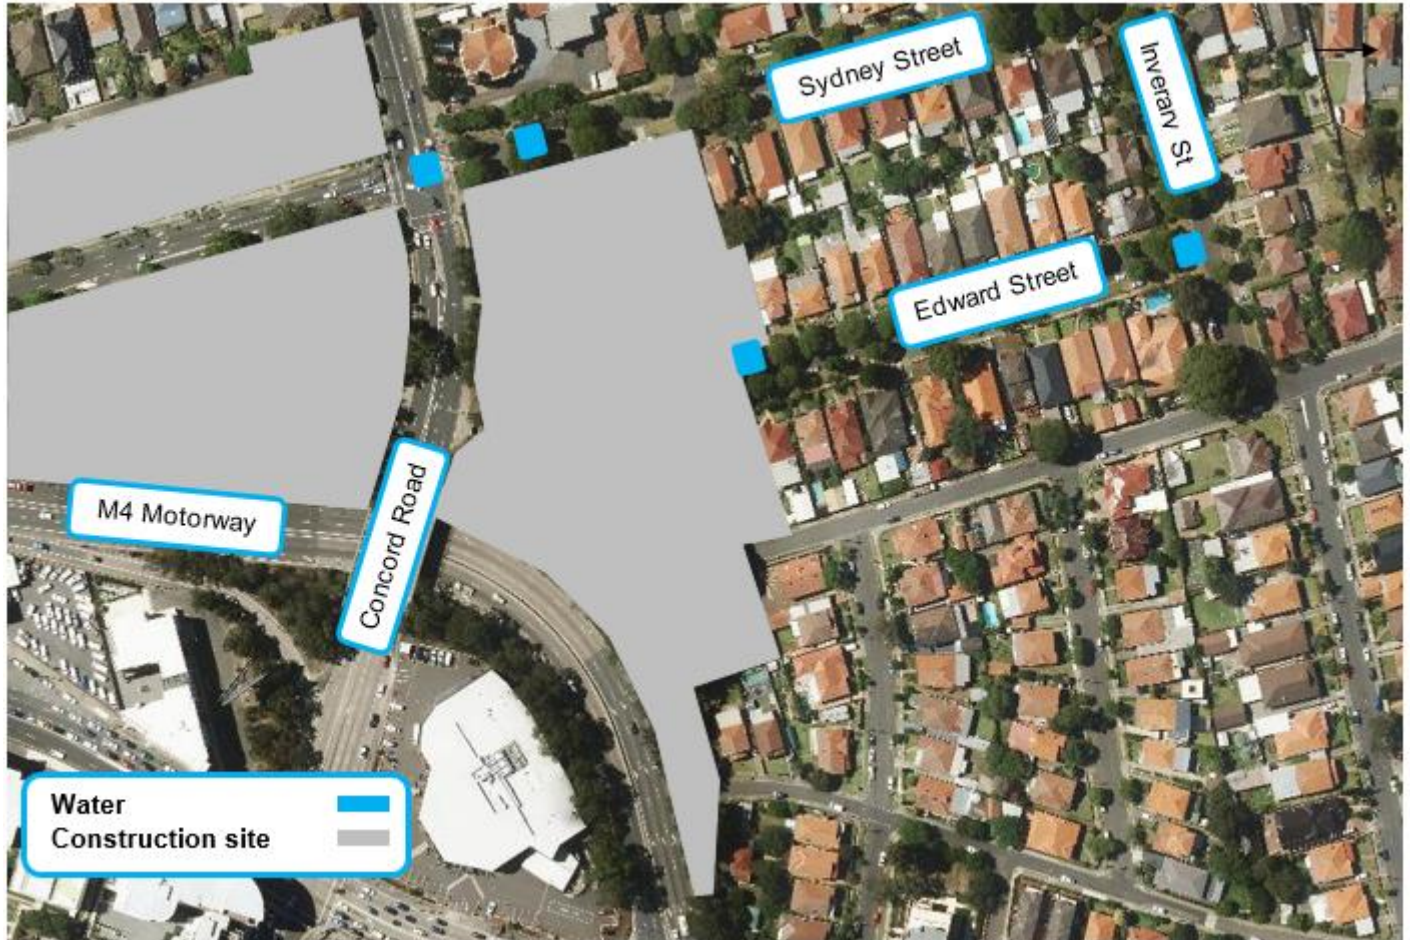 Sydney Street
Inverary St
Edward Street
M4 Motorway
Concord Road
Water
Construction site